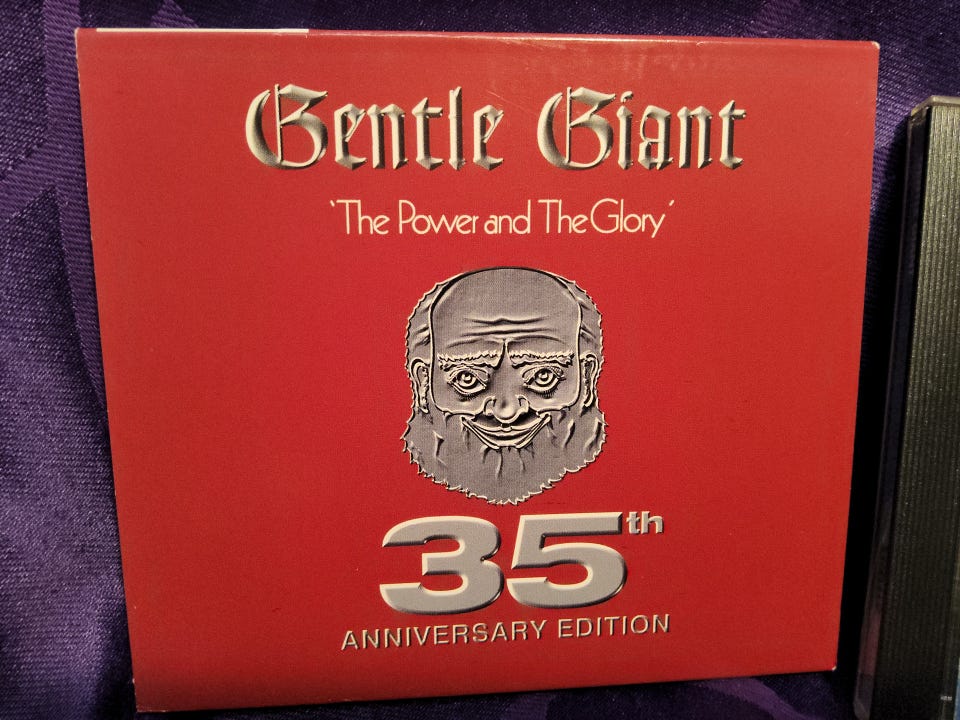 Gentle Giant
‘The Power and The Glory’
35th
ANNIVERSARY EDITION